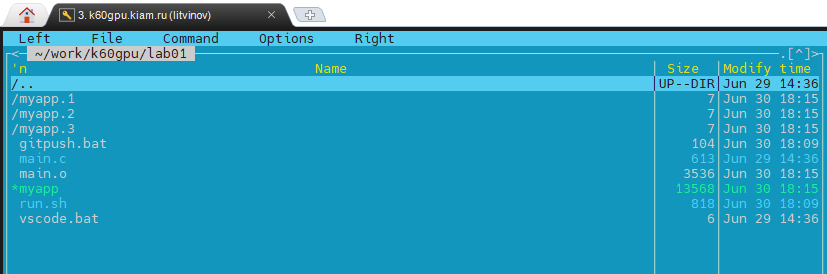 3. k60gpu.kiam.ru (litvinov)
Left File Command Options Right
<- ~/work/k60gpu/lab01 .[^]>
'n Name Size Modify time
/.. UP--DIR Jun 29 14:36
/myapp.1 7 Jun 30 18:15
/myapp.2 7 Jun 30 18:15
/myapp.3 7 Jun 30 18:15
gitpush.bat 104 Jun 30 18:09
main.c 613 Jun 29 14:36
main.o 3536 Jun 30 18:15
*myapp 13568 Jun 30 18:15
run.sh 818 Jun 30 18:09
vscode.bat 6 Jun 29 14:36